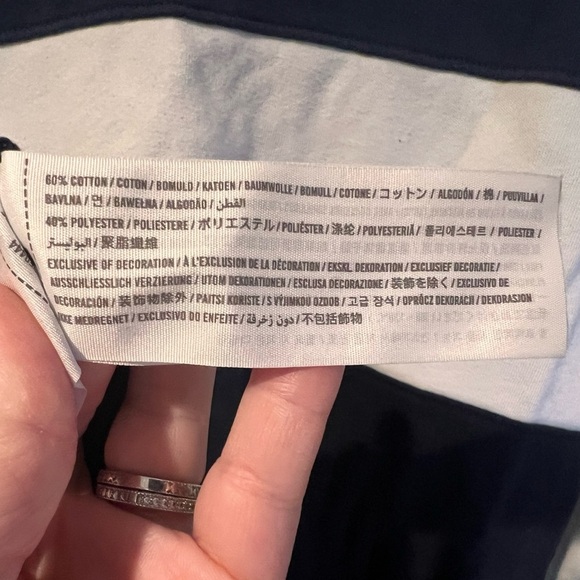 60% COTTON / COTON / BOMULD / KATOEN / BAUMWOLLE / BOMULL / COTONE / コットン / ALGODÓN / 棉 / PUUVILLAA /
BAVLNA / 면 / BAWEŁNA / ALGODÃO / القطن
40% POLYESTER / POLIESTERE / ポリエステル / POLIÉSTER / 涤纶 / POLYESTERIÄ / 폴리에스테르 / POLIESTER /
البوليستر / 聚脂纖維
EXCLUSIVE OF DECORATION / À L'EXCLUSION DE LA DÉCORATION / EKSKL DEKORATION / EXCLUSIEF DECORATIE /
AUSSCHLIESSLICH VERZIERUNG / UTOM DEKORATIONEN / ESCLUSA DECORAZIONE / 装飾を除く / EXCLUSIVO DE
DECORACIÓN / 装饰物除外 / PAITSI KORISTE / S VÝJIMKOU OZDOB / 고급 장식 / OPRÓCZ DEKORACJI / DEKORASJON
IKKE MEDREGNET / EXCLUSIVO DO ENFEITE / دون زخرفة / 不包括飾物